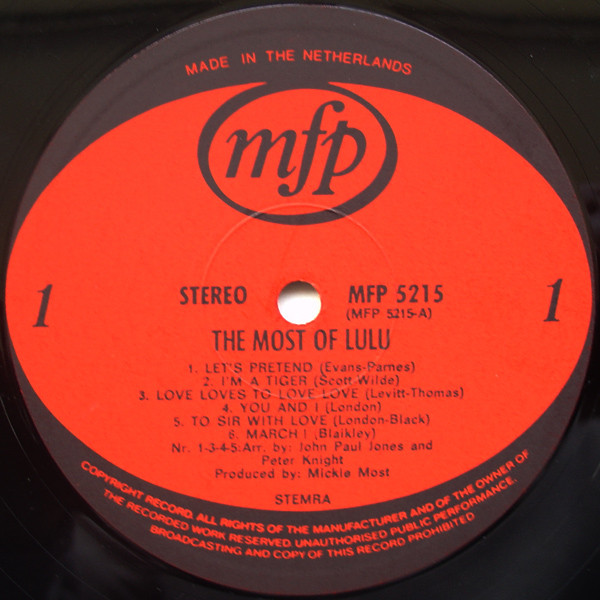 MADE IN THE NETHERLANDS
mfp
1
1
STEREO
MFP 5215
(MFP 5215-A)
THE MOST OF LULU
1. LET'S PRETEND (Evans-Parnes)
2. I'M A TIGER (Scott-Wilde)
3. LOVE LOVES TO LOVE LOVE (Levitt-Thomas)
4. YOU AND I (London)
5. TO SIR WITH LOVE (London-Black)
6. MARCH! (Blaikley)
Nr. 1-3-4-5:Arr. by: John Paul Jones and
Peter Knight
Produced by: Mickie Most
STEMRA
COPYRIGHT RECORD. ALL RIGHTS OF THE MANUFACTURER AND OF THE OWNER OF
THE RECORDED WORK RESERVED. UNAUTHORISED PUBLIC PERFORMANCE.
BROADCASTING AND COPY OF THIS RECORD PROHIBITED